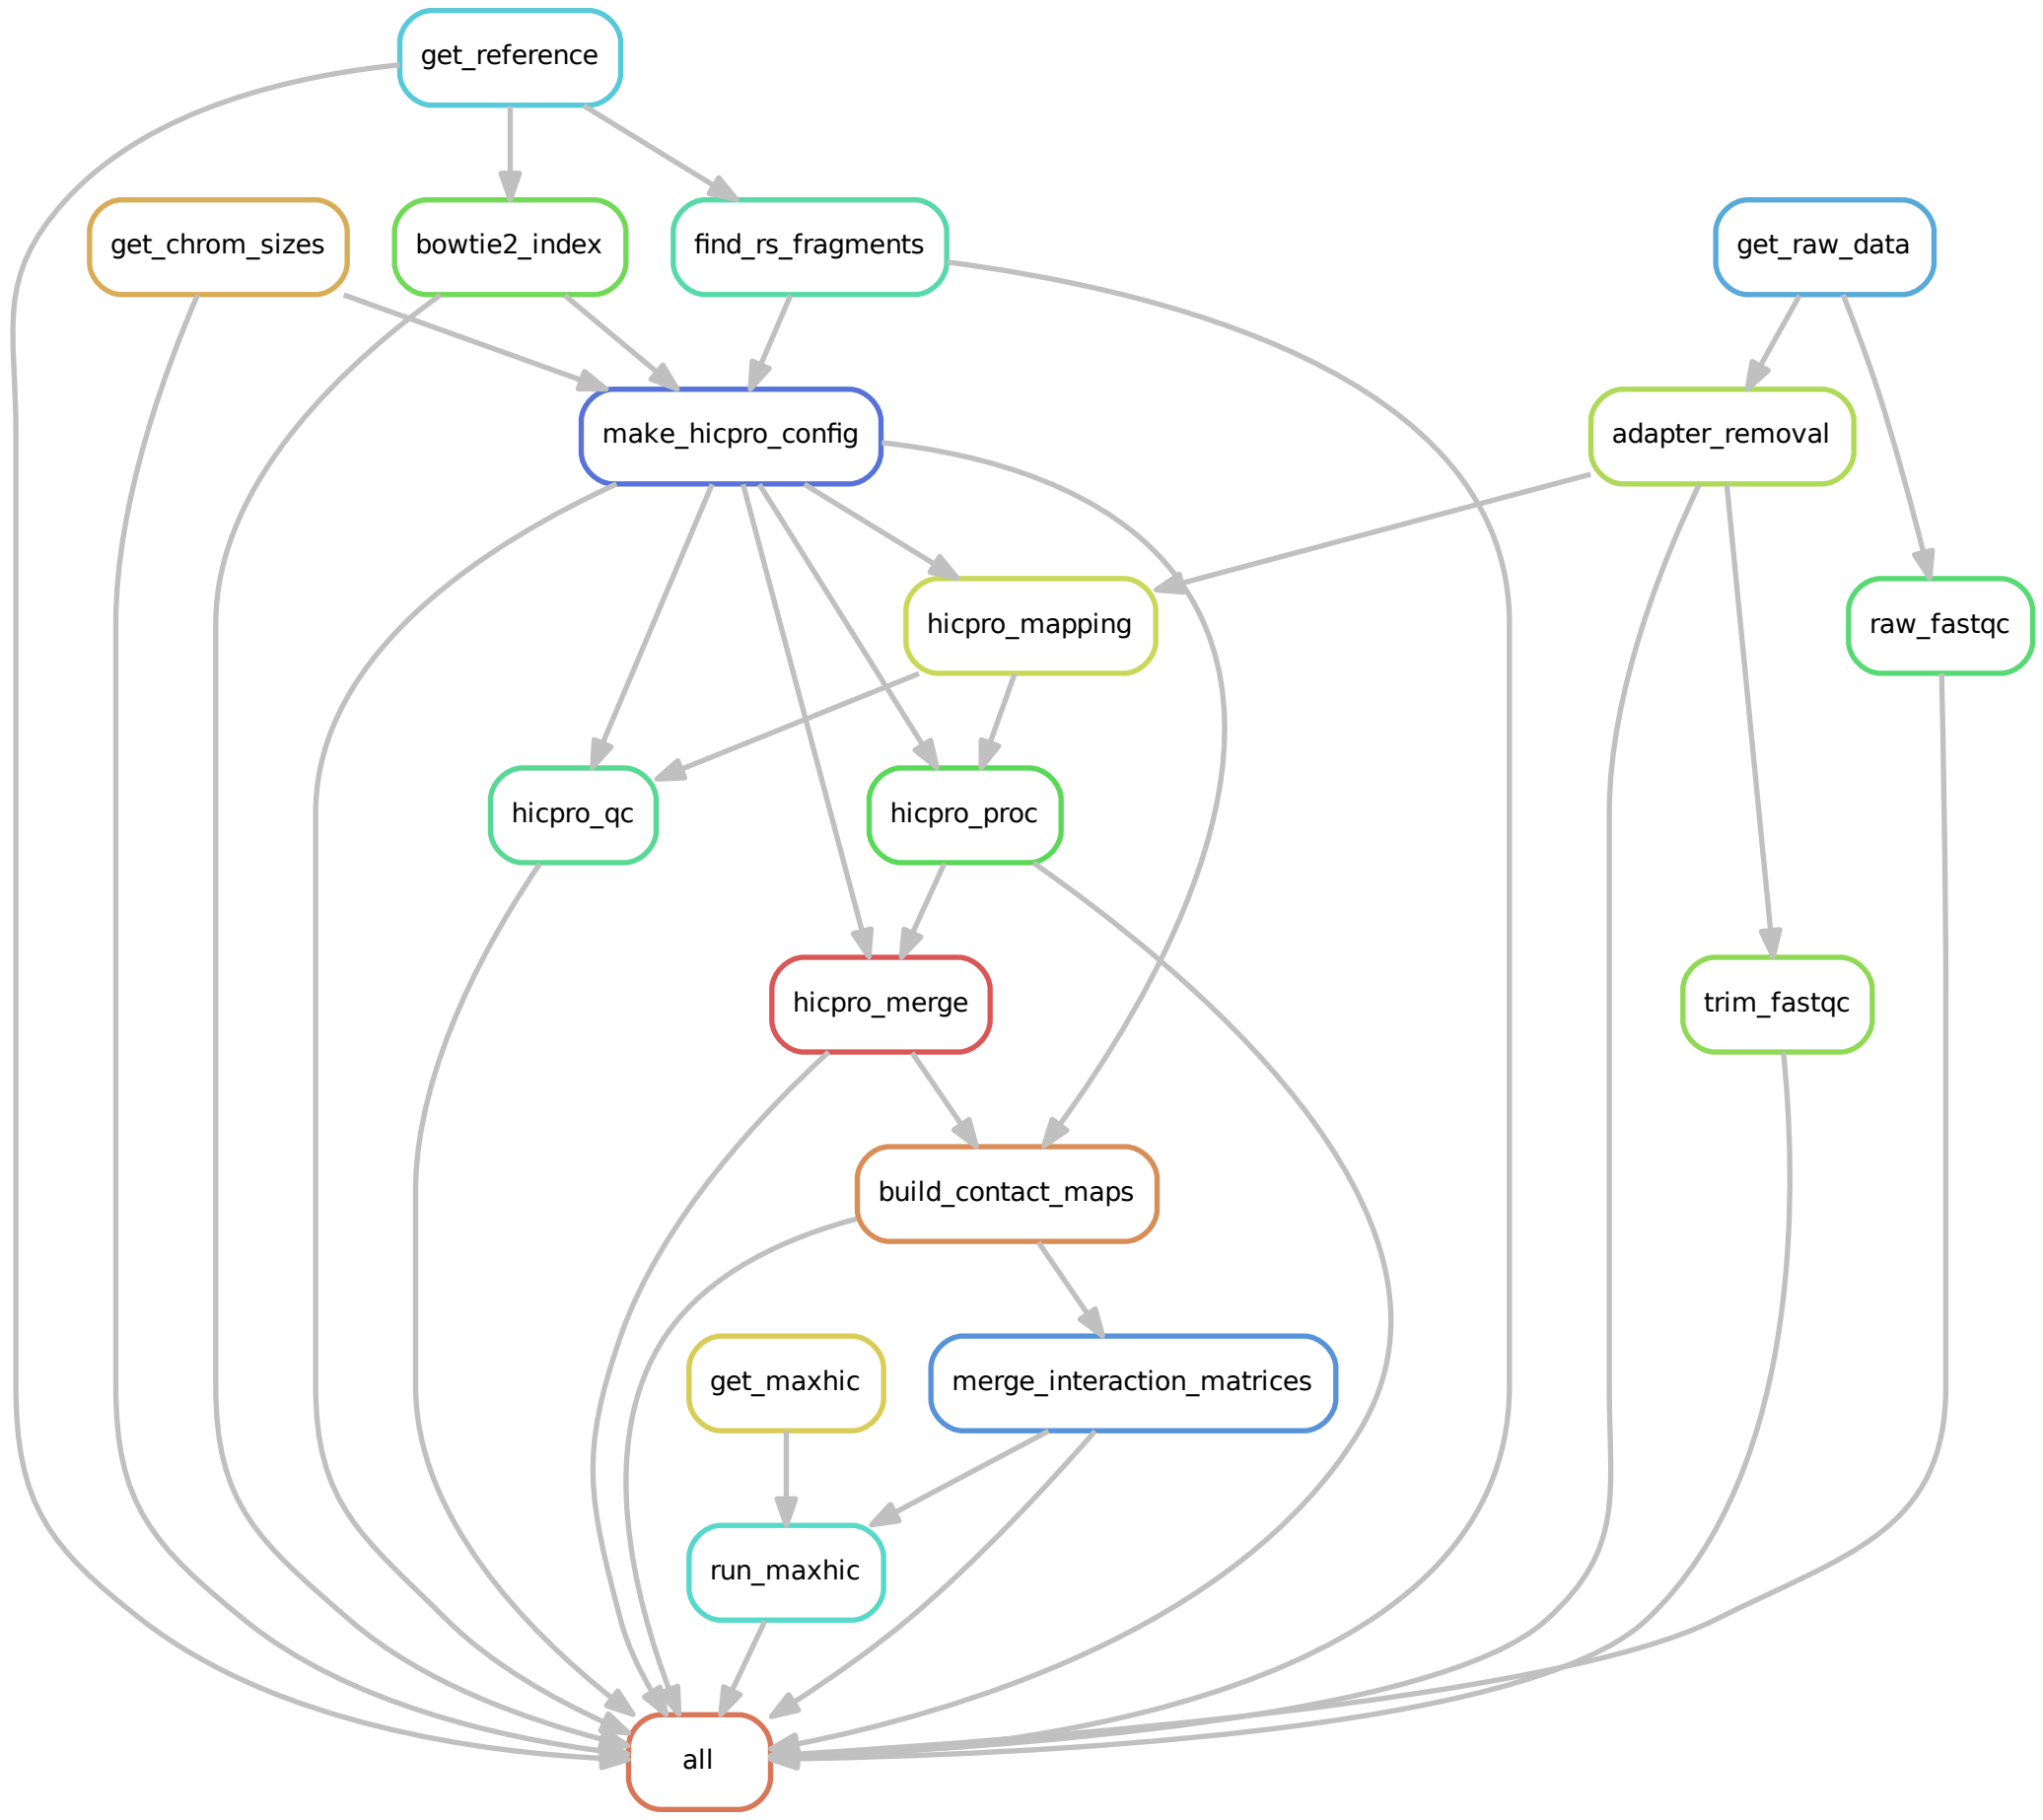 get_reference
get_chrom_sizes
bowtie2_index
find_rs_fragments
get_raw_data
make_hicpro_config
adapter_removal
hicpro_mapping
raw_fastqc
hicpro_qc
hicpro_proc
hicpro_merge
trim_fastqc
build_contact_maps
get_maxhic
merge_interaction_matrices
run_maxhic
all